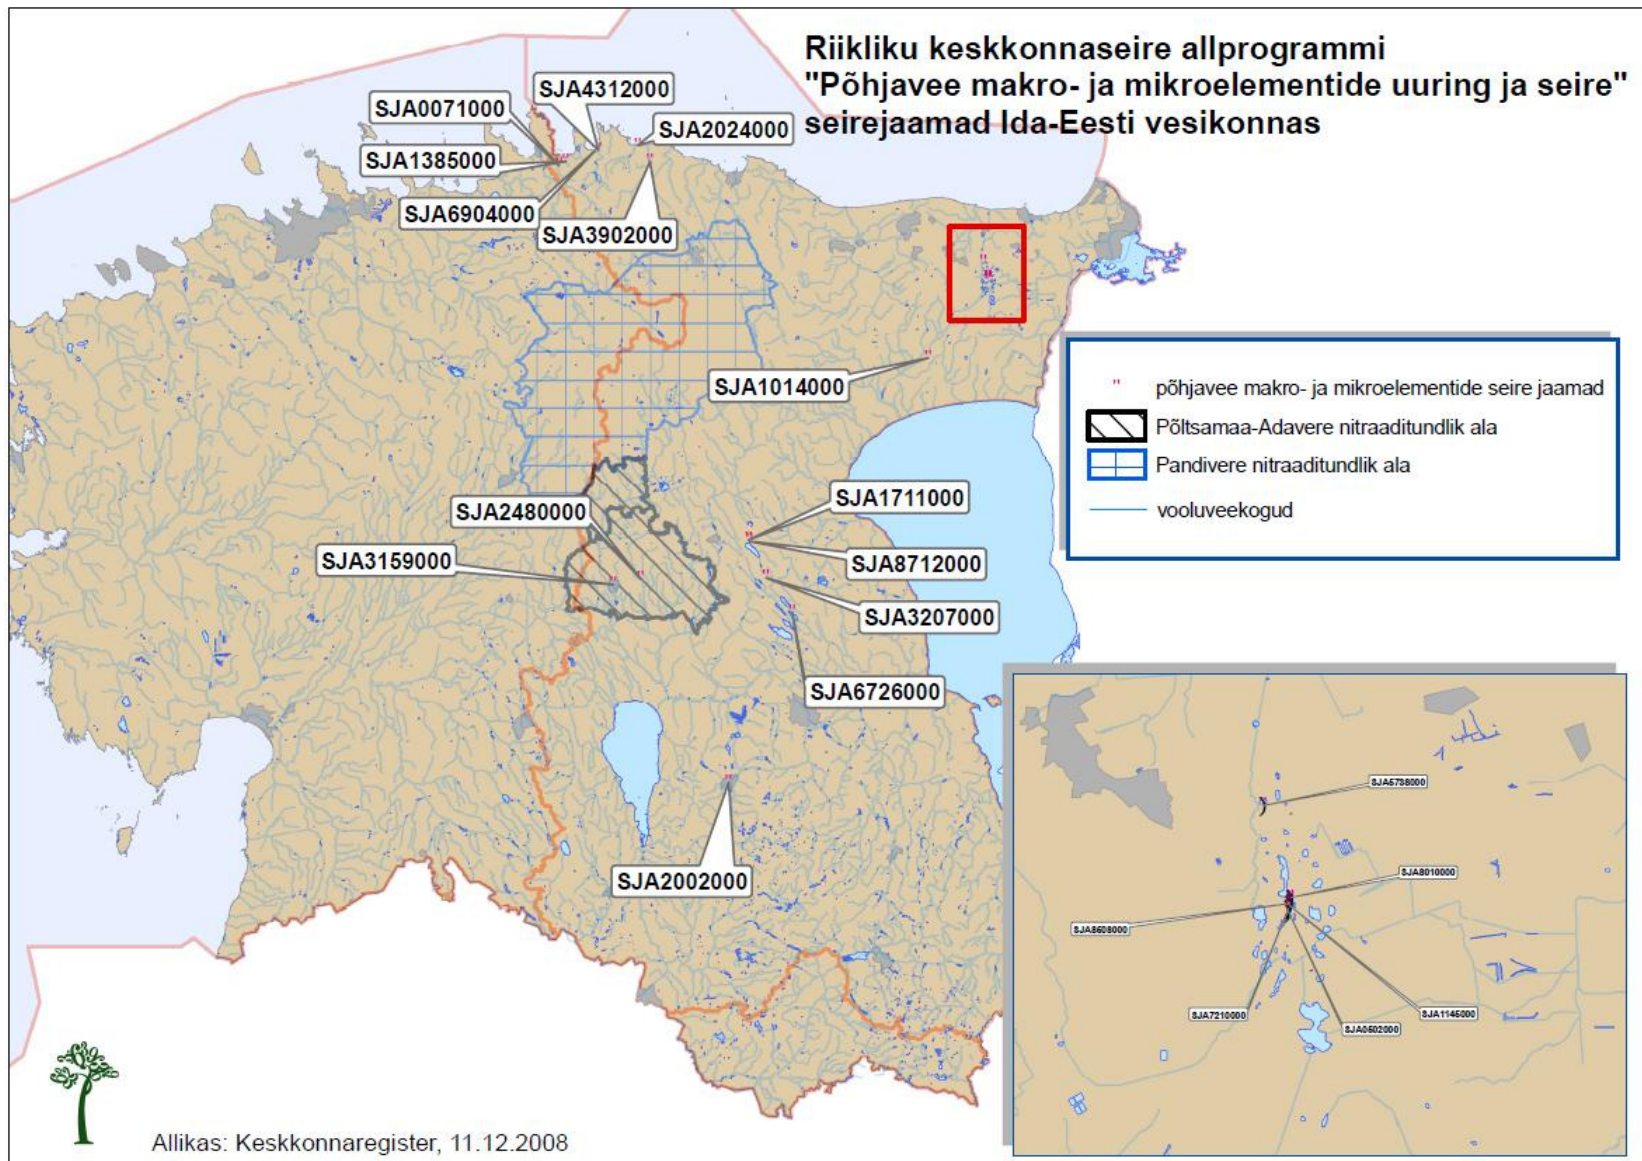 Riikliku keskkonnaseire allprogrammi
"Põhjavee makro- ja mikroelementide uuring ja seire"
seirejaamad Ida-Eesti vesikonnas
SJA4312000
SJA0071000
SJA2024000
SJA1385000
SJA6904000
SJA3902000
SJA1014000
" põhjavee makro- ja mikroelementide seire jaamad
Põltsamaa-Adavere nitraaditundlik ala
Pandivere nitraaditundlik ala
vooluveekogud
SJA1711000
SJA2480000
SJA8712000
SJA3159000
SJA3207000
SJA6726000
SJA2002000
SJA5738000
SJA8010000
SJA8608000
SJA7210000
SJA1145000
SJA0502000
Allikas: Keskkonnaregister, 11.12.2008